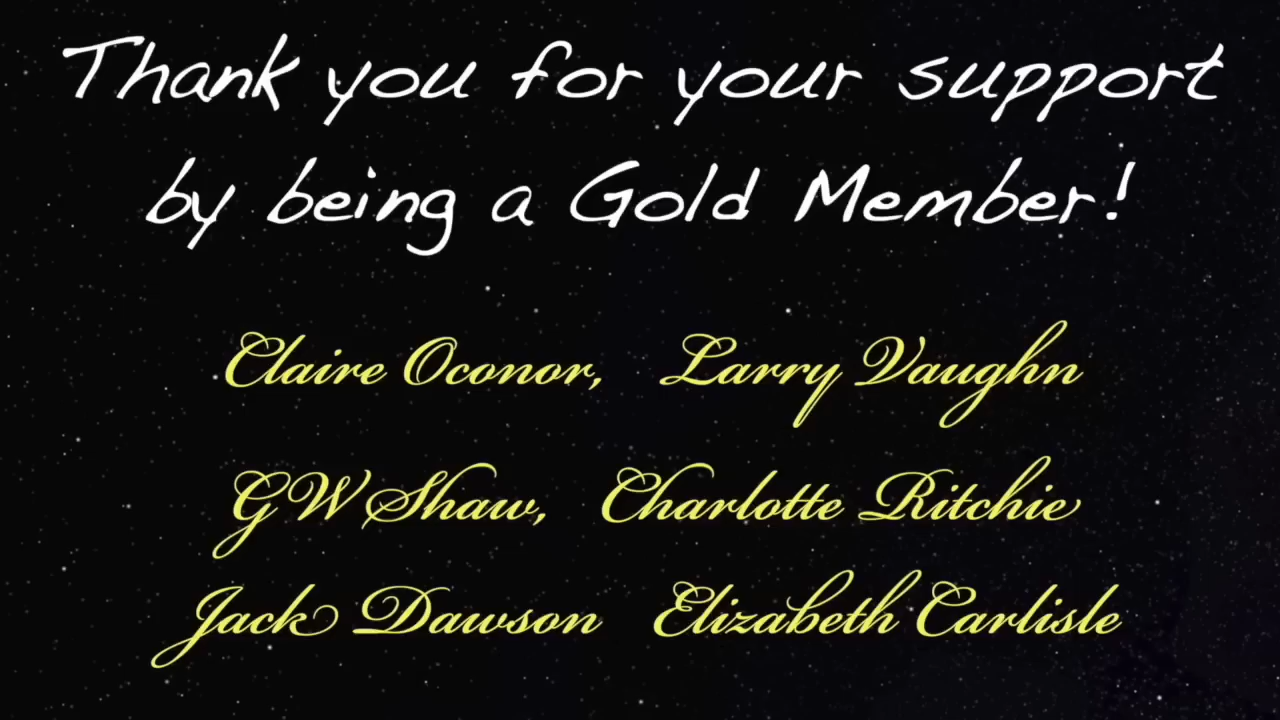 Thank you for your support
by being a Gold Member!
Claire Oconor, Larry Vaughn
GW Shaw, Charlotte Ritchie
Jack Dawson Elizabeth Carlisle